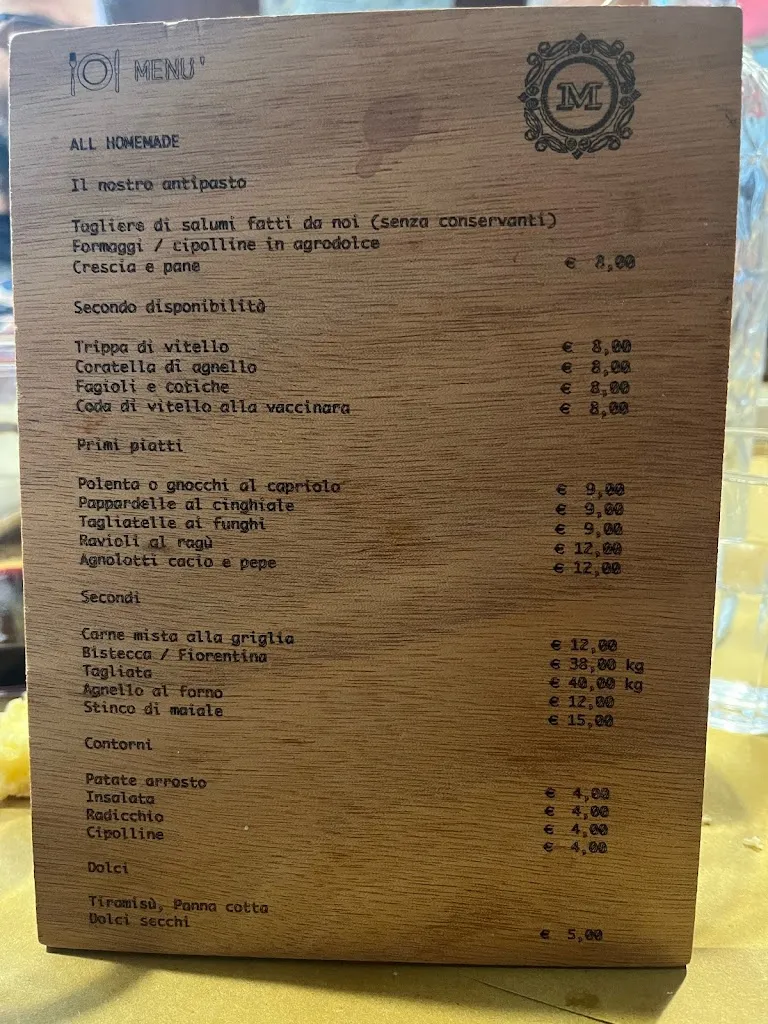 MENU'
M
ALL HOMEMADE
Il nostro antipasto
Tagliere di salumi fatti da noi (senza conservanti)
Formaggi / cipolline in agrodolce
Crescia e pane € 8,00
Secondo disponibilità
Trippa di vitello € 8,00
Coratella di agnello € 8,00
Fagioli e cotiche € 8,00
Coda di vitello alla vaccinara € 8,00
Primi piatti
Polenta o gnocchi al capriolo € 9,00
Pappardelle al cinghiale € 9,00
Tagliatelle ai funghi € 9,00
Ravioli al ragù € 12,00
Agnolotti cacio e pepe € 12,00
Secondi
Carne mista alla griglia € 12,00
Bistecca / Fiorentina € 38,00 kg
Tagliata € 40,00 kg
Agnello al forno € 12,00
Stinco di maiale € 15,00
Contorni
Patate arrosto € 4,00
Insalata € 4,00
Radicchio € 4,00
Cipolline € 4,00
Dolci
Tiramisù, Panna cotta
Dolci secchi € 5,00